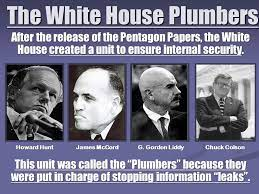 The White House Plumbers
After the release of the Pentagon Papers, the White
House created a unit to ensure internal security.
Howard Hunt
James McCord
G. Gordon Liddy
Chuck Colson
This unit was called the “Plumbers” because they
were put in charge of stopping information “leaks”.